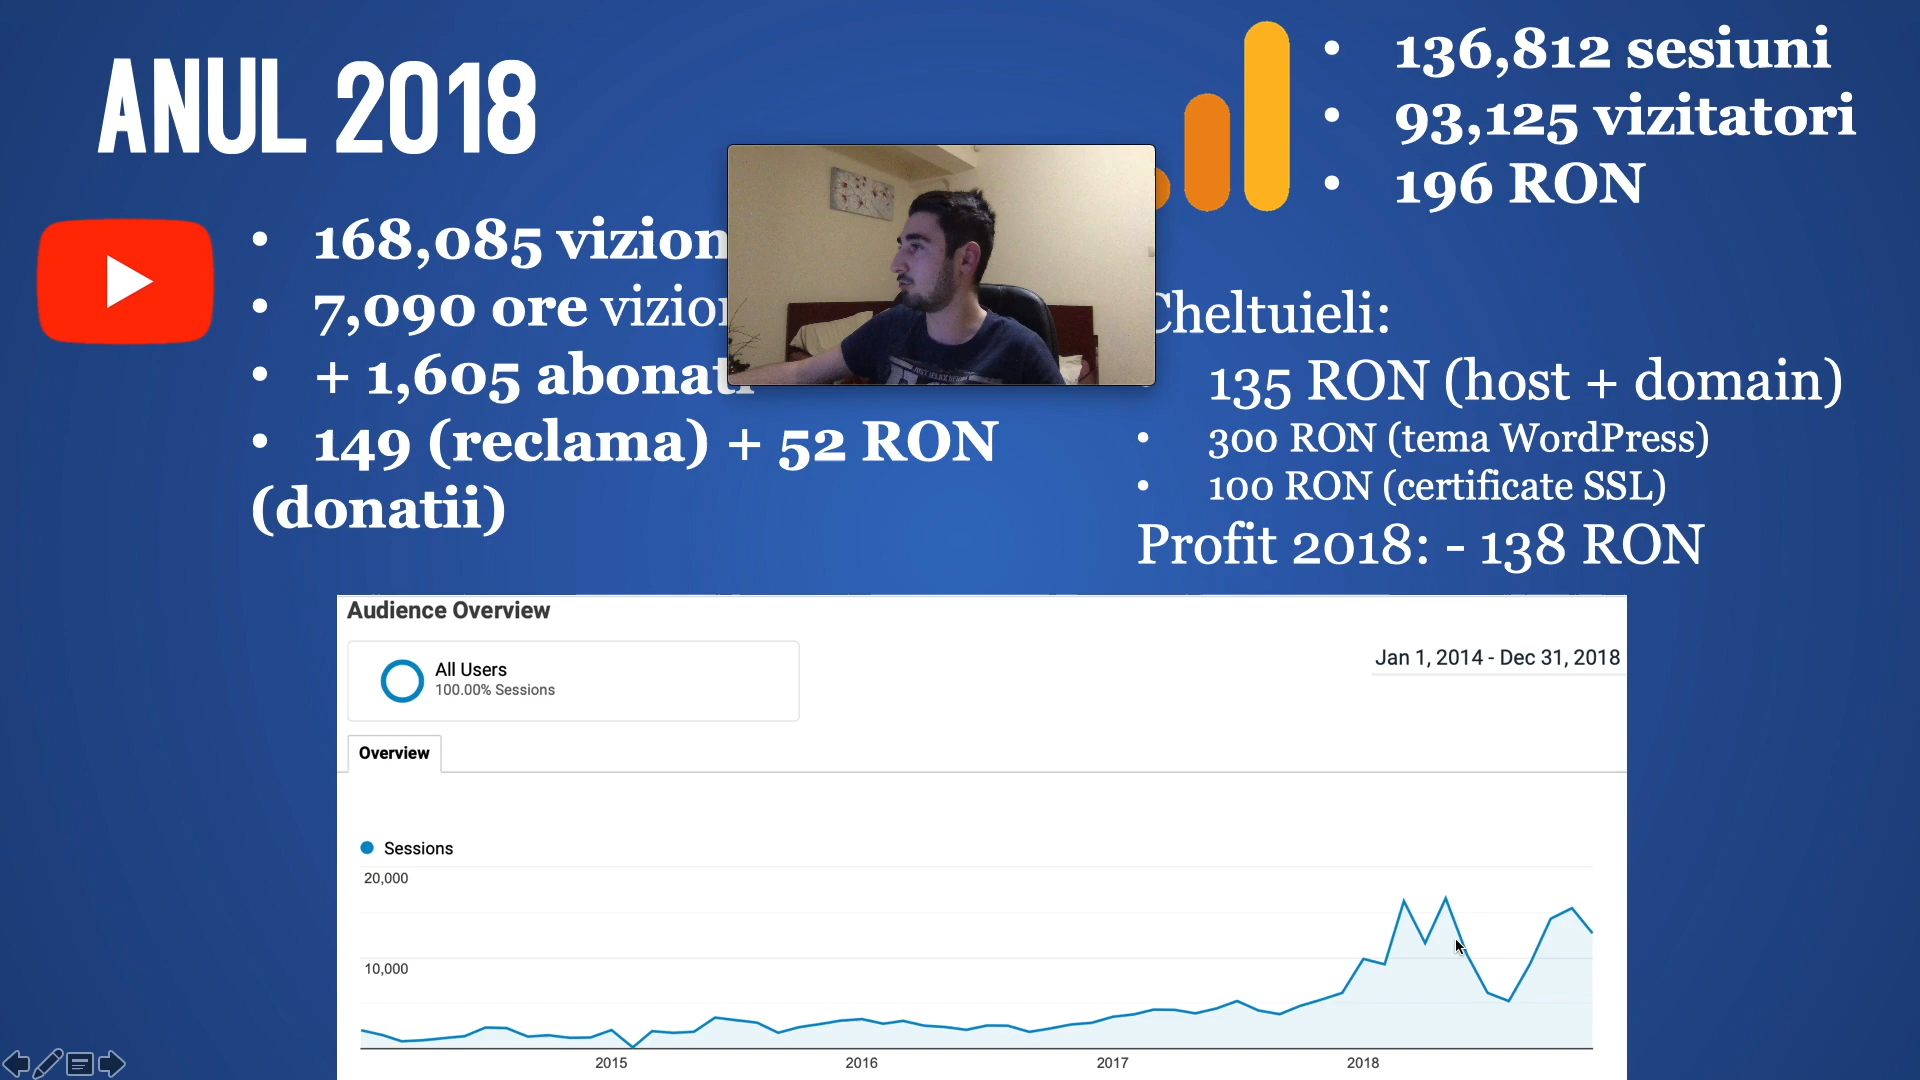 ANUL 2018
168,085 vizion
7,090 ore vizion
+ 1,605 abonati
149 (reclama) + 52 RON
(donatii)
136,812 sesiuni
93,125 vizitatori
196 RON
Cheltuieli:
135 RON (host + domain)
300 RON (tema WordPress)
100 RON (certificate SSL)
Profit 2018: - 138 RON
Audience Overview
All Users
100.00% Sessions
Jan 1, 2014 - Dec 31, 2018
Overview
Sessions
20,000
10,000
2015
2016
2017
2018